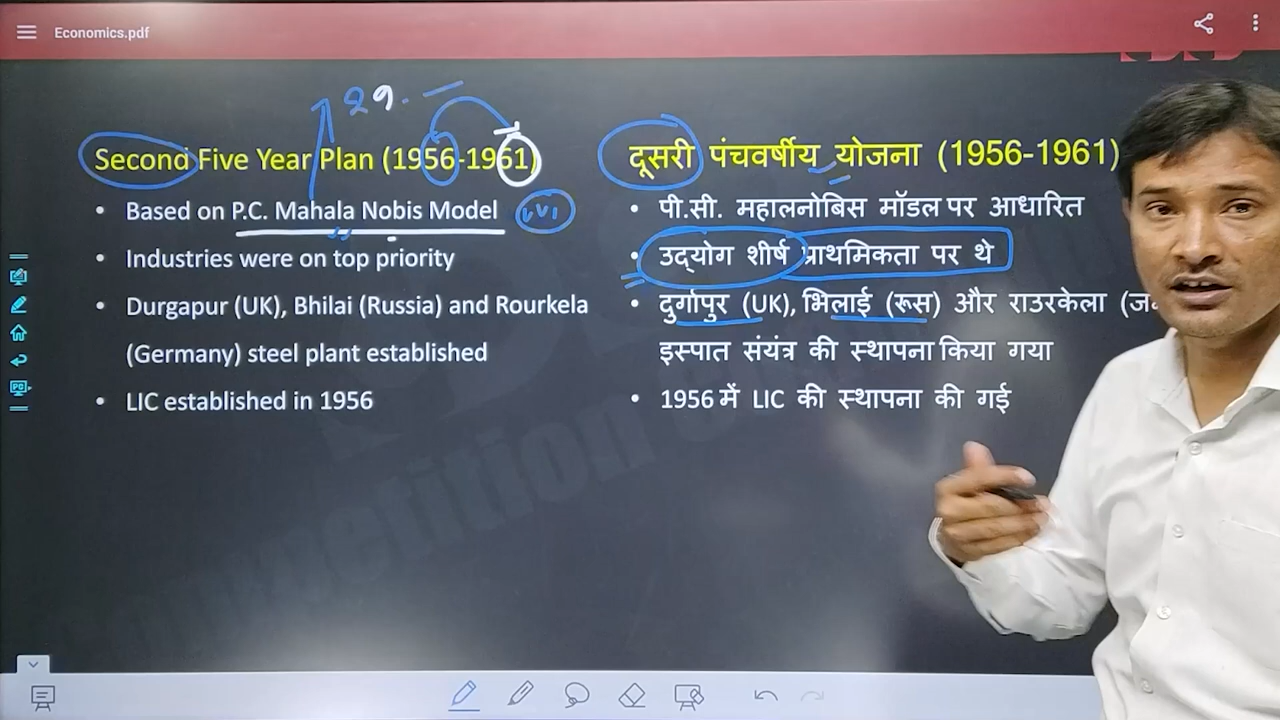 Economics.pdf
29.
Second Five Year Plan (1956-1961)
• Based on P.C. Mahala Nobis Model
• Industries were on top priority
• Durgapur (UK), Bhilai (Russia) and Rourkela
(Germany) steel plant established
• LIC established in 1956
दूसरी पंचवर्षीय योजना (1956-1961)
• पी.सी. महालनोबिस मॉडल पर आधारित
• उद्योग शीर्ष प्राथमिकता पर थे
• दुर्गापुर (UK), भिलाई (रूस) और राउरकेला
इस्पात संयंत्र की स्थापना किया गया
• 1956 में LIC की स्थापना की गई